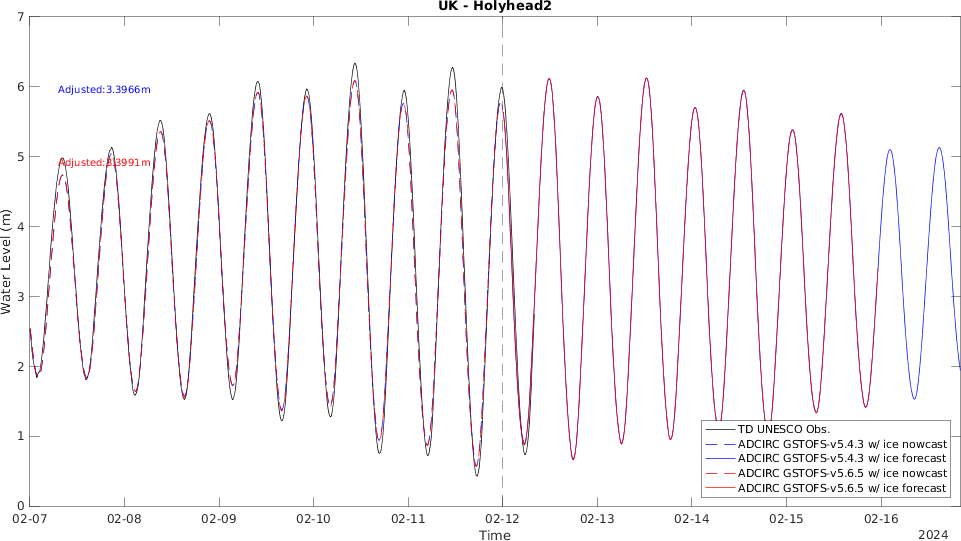 UK - Holyhead2
7
6
5
4
3
2
1
0
Water Level (m)
Adjusted:3.3966m
Adjusted:3.3991m
TD UNESCO Obs.
ADCIRC GSTOFS-v5.4.3 w/ ice nowcast
ADCIRC GSTOFS-v5.4.3 w/ ice forecast
ADCIRC GSTOFS-v5.6.5 w/ ice nowcast
ADCIRC GSTOFS-v5.6.5 w/ ice forecast
02-07 02-08 02-09 02-10 02-11 02-12 02-13 02-14 02-15 02-16
Time
2024